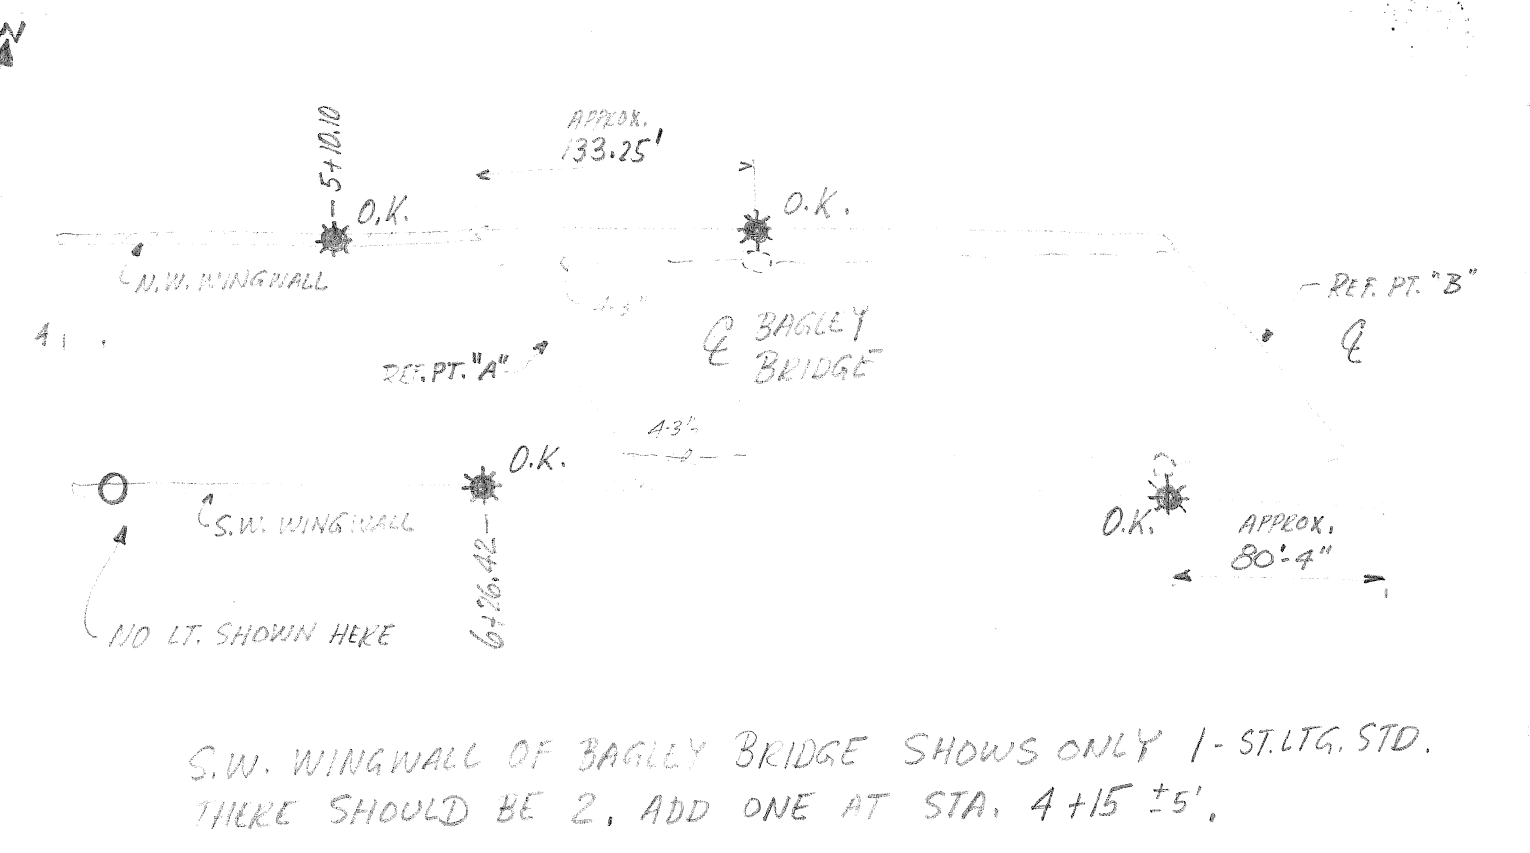 N
5+10.10
APPROX.
133.25'
O.K.
O.K.
N.W. WINGWALL
REF. PT. "B"
℄
℄ BAGLEY
BRIDGE
REF. PT. "A"
O.K.
S.W. WINGWALL
6+26.42
O.K.
APPROX.
80'-4"
NO LT. SHOWN HERE
S.W. WINGWALL OF BAGLEY BRIDGE SHOWS ONLY 1- ST. LTG. STD.
THERE SHOULD BE 2. ADD ONE AT STA. 4+15 ±5'.